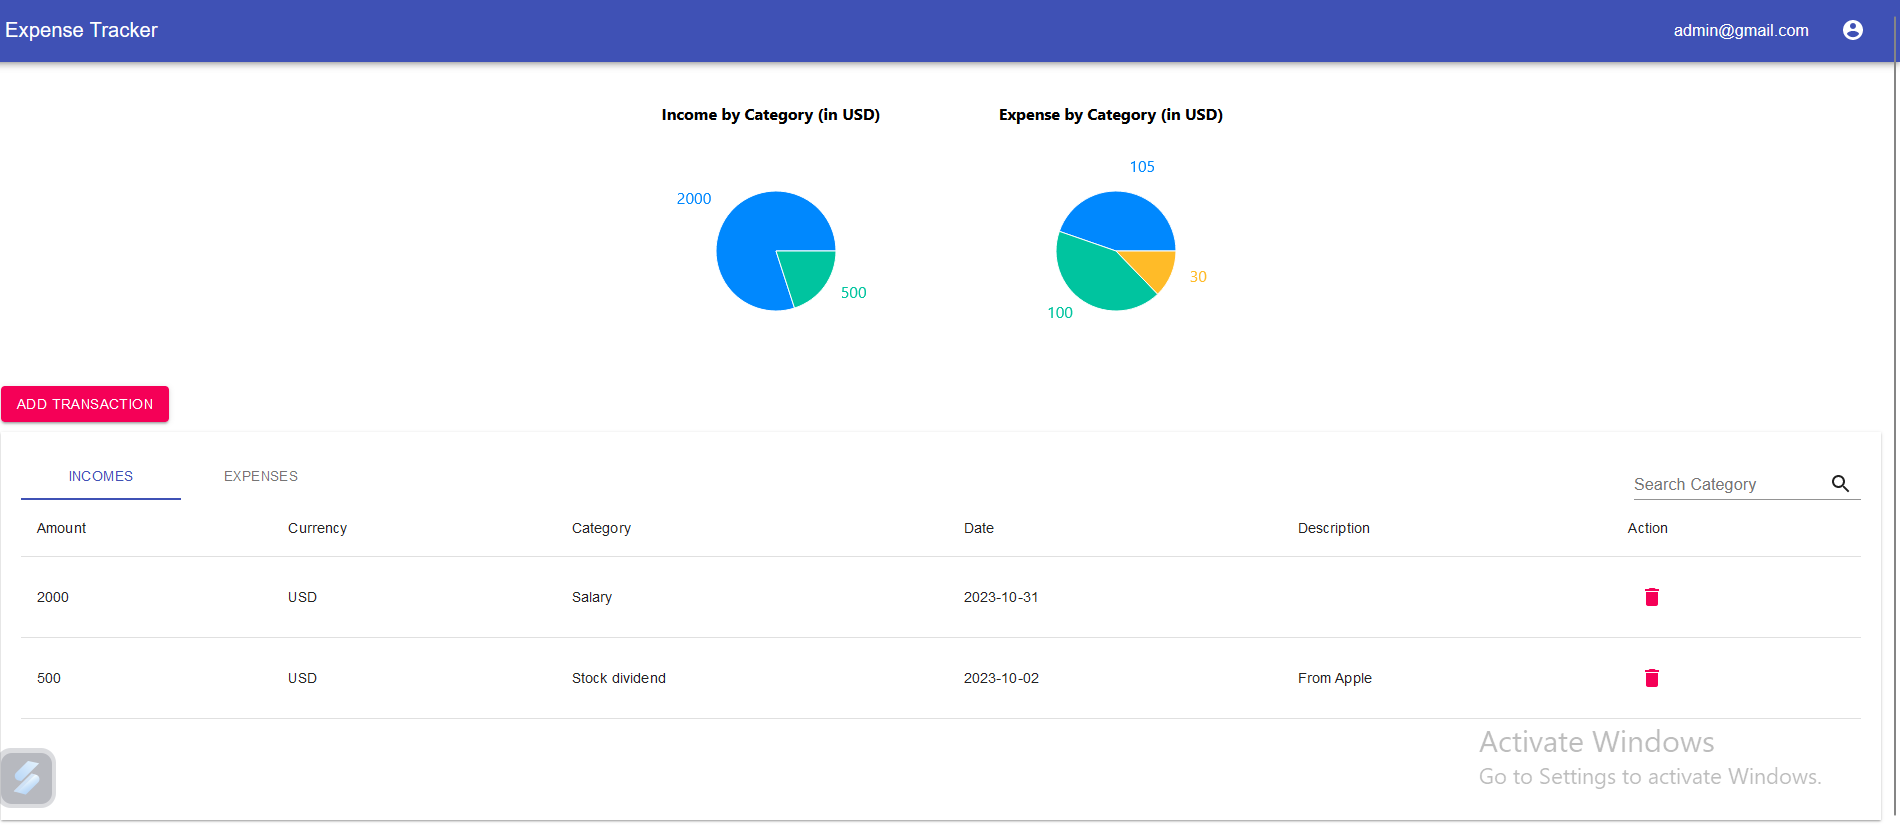 Expense Tracker
admin@gmail.com
Income by Category (in USD)
Expense by Category (in USD)
2000
500
105
30
100
ADD TRANSACTION
INCOMES
EXPENSES
Search Category
Amount Currency Category Date Description Action
2000 USD Salary 2023-10-31
500 USD Stock dividend 2023-10-02 From Apple
Activate Windows
Go to Settings to activate Windows.